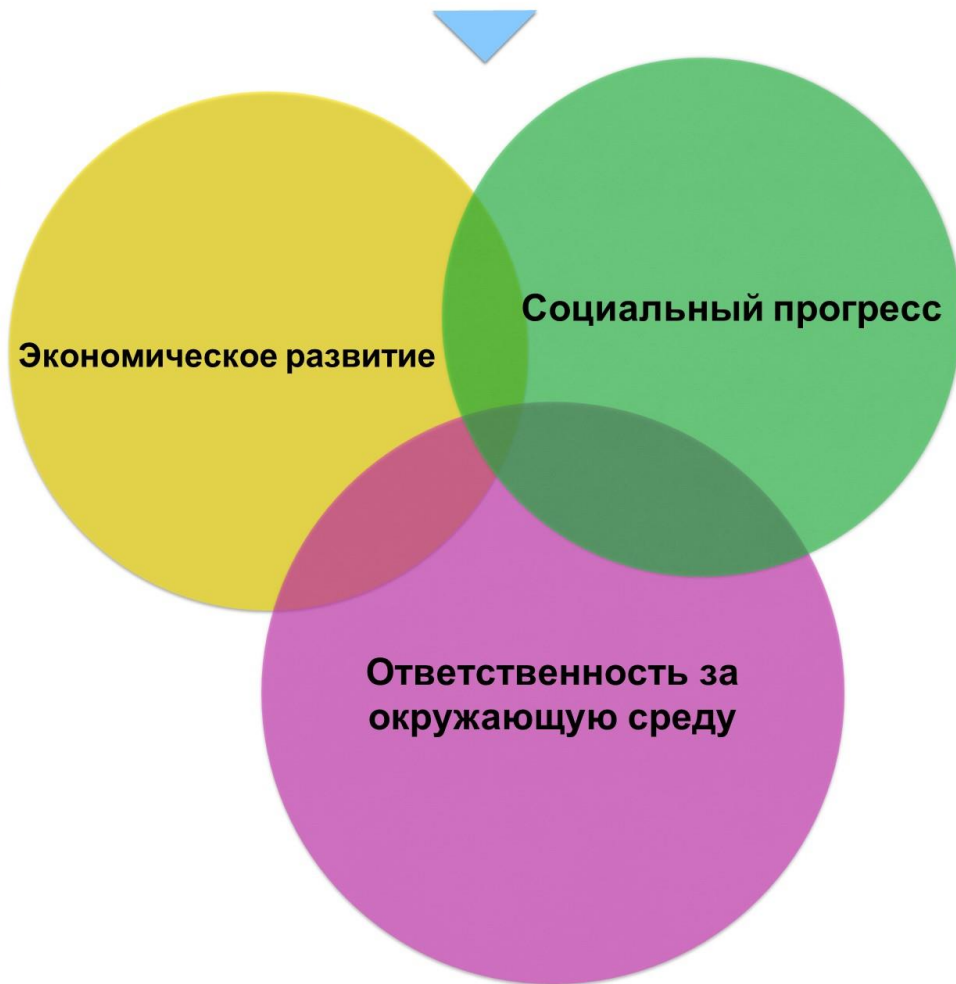 Социальный прогресс
Экономическое развитие
Ответственность за
окружающую среду